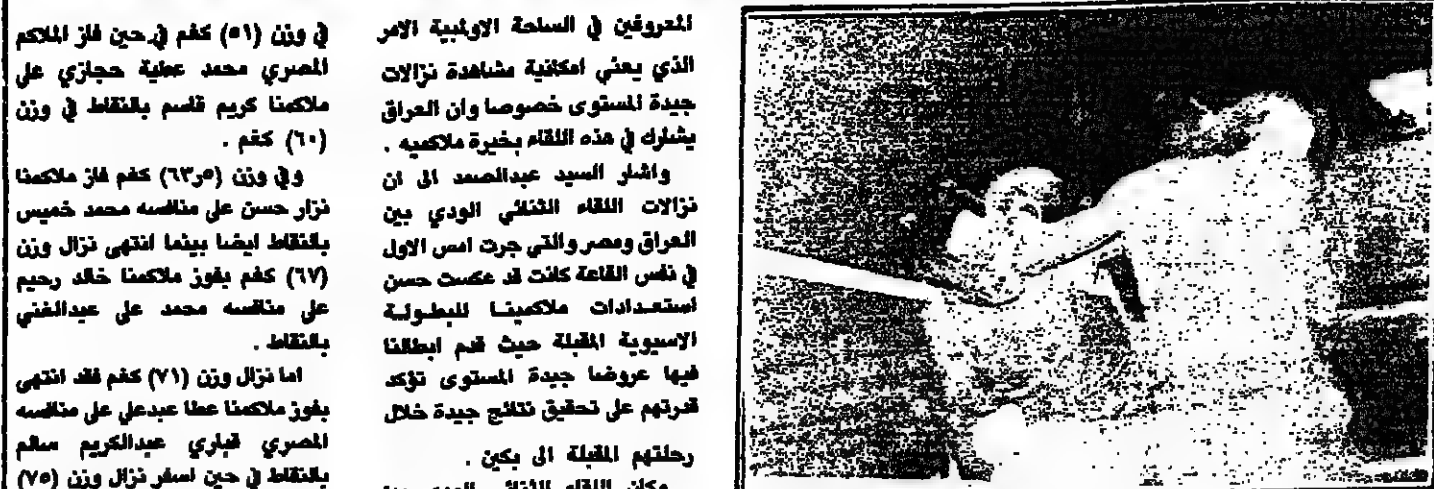 المعروفين في الساحة الاولمبية الامر
الذي يعني امكانية مشاهدة نزالات
جيدة المستوى خصوصا وان العراق
يشارك في هذه اللقاء بخيرة ملاكميه .
واشار السيد عبدالصمد الى ان
نزالات اللقاء الثنائي الودي بين
العراق ومصر والتي جرت امس الاول
في نفس القاعة كانت قد عكست حسن
استعدادات ملاكمينا للبطولة
الاسيوية المقبلة حيث قدم ابطالنا
فيها عروضا جيدة المستوى تؤكد
قدرتهم على تحقيق نتائج جيدة خلال
رحلتهم المقبلة الى بكين .
وكان اللقاء الثنائي
في وزن (٥١) كغم في حين فاز الملاكم
المصري محمد عطية حجازي على
ملاكمنا كريم قاسم بالنقاط في وزن
(٦٠) كغم .
وفي وزن (٦٣ر٥) كغم فاز ملاكمنا
نزار حسن على منافسه محمد خميس
بالنقاط ايضا بينما انتهى نزال وزن
(٦٧) كغم بفوز ملاكمنا خالد رحيم
على منافسه محمد علي عبدالغني
بالنقاط .
اما نزال وزن (٧١) كغم فقد انتهى
بفوز ملاكمنا عطا عبدعلي على منافسه
المصري قباري عبدالكريم سالم
بالنقاط في حين اسفر نزال وزن (٧٥)